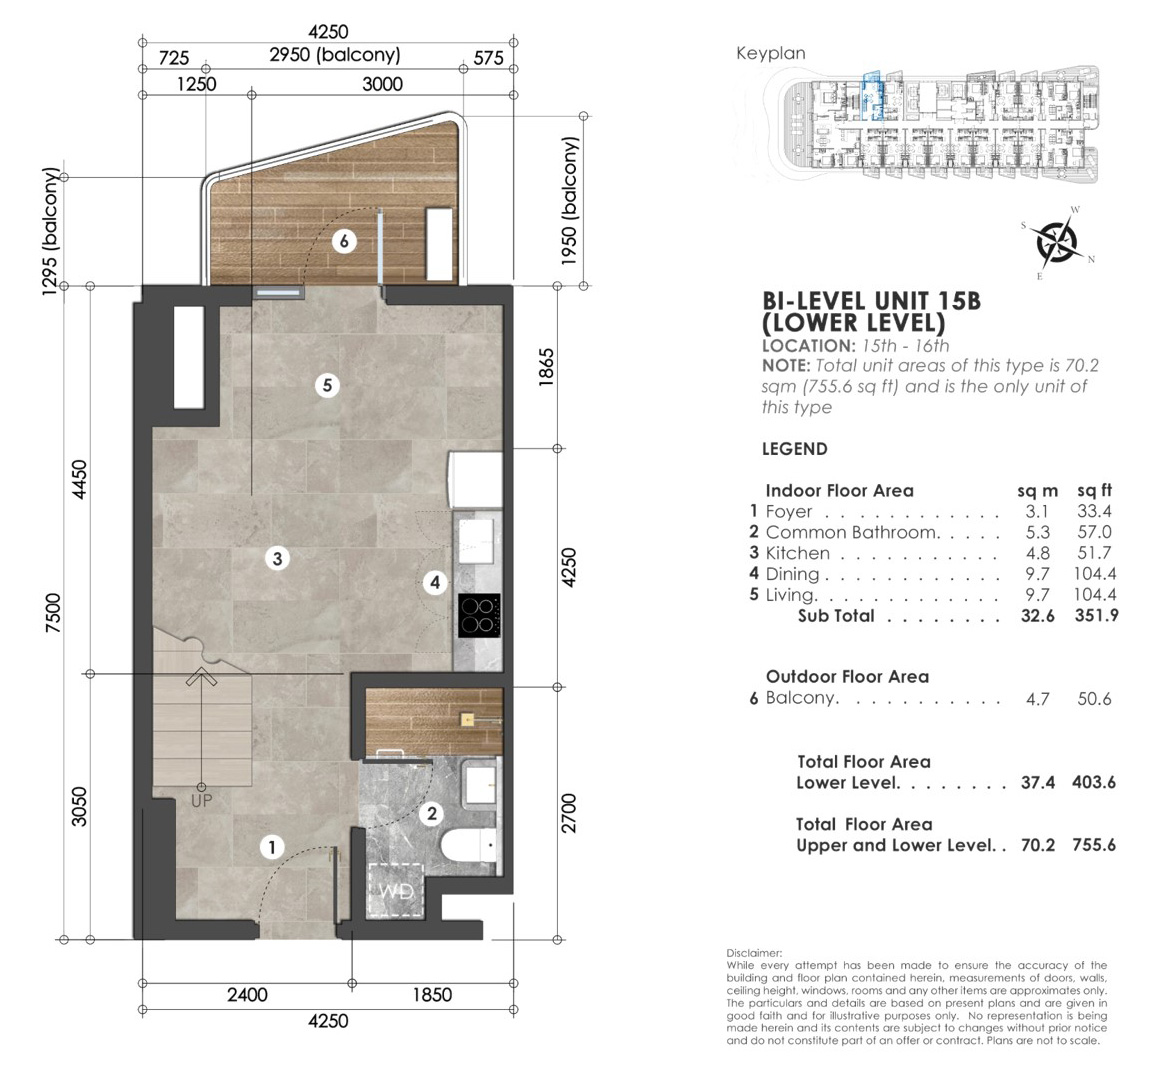 4250
725
2950 (balcony)
575
1250
3000
1295 (balcony)
1950 (balcony)
6
5
1865
4450
3
4
4250
7500
UP
3050
2
1
WD
2700
2400
1850
4250
Keyplan
W
S
N
E
BI-LEVEL UNIT 15B
(LOWER LEVEL)
LOCATION: 15th - 16th
NOTE: Total unit areas of this type is 70.2
sqm (755.6 sq ft) and is the only unit of
this type
LEGEND
Indoor Floor Area sq m sq ft
1 Foyer . . . . . . . . . . . . 3.1 33.4
2 Common Bathroom. . . . . 5.3 57.0
3 Kitchen . . . . . . . . . . . 4.8 51.7
4 Dining . . . . . . . . . . . . 9.7 104.4
5 Living. . . . . . . . . . . . . 9.7 104.4
Sub Total . . . . . . . . 32.6 351.9
Outdoor Floor Area
6 Balcony. . . . . . . . . . . 4.7 50.6
Total Floor Area
Lower Level. . . . . . . . 37.4 403.6
Total Floor Area
Upper and Lower Level. . 70.2 755.6
Disclaimer:
While every attempt has been made to ensure the accuracy of the
building and floor plan contained herein, measurements of doors, walls,
ceiling height, windows, rooms and any other items are approximates only.
The particulars and details are based on present plans and are given in
good faith and for illustrative purposes only. No representation is being
made herein and its contents are subject to changes without prior notice
and do not constitute part of an offer or contract. Plans are not to scale.